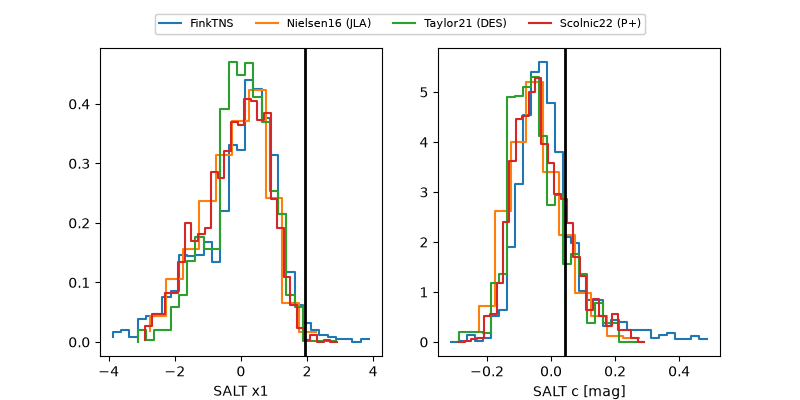 FinkTNS Nielsen16 (JLA) Taylor21 (DES) Scolnic22 (P+)
0.4
0.3
0.2
0.1
0.0
−4 −2 0 2 4
SALT x1
5
4
3
2
1
0
−0.2 0.0 0.2 0.4
SALT c [mag]